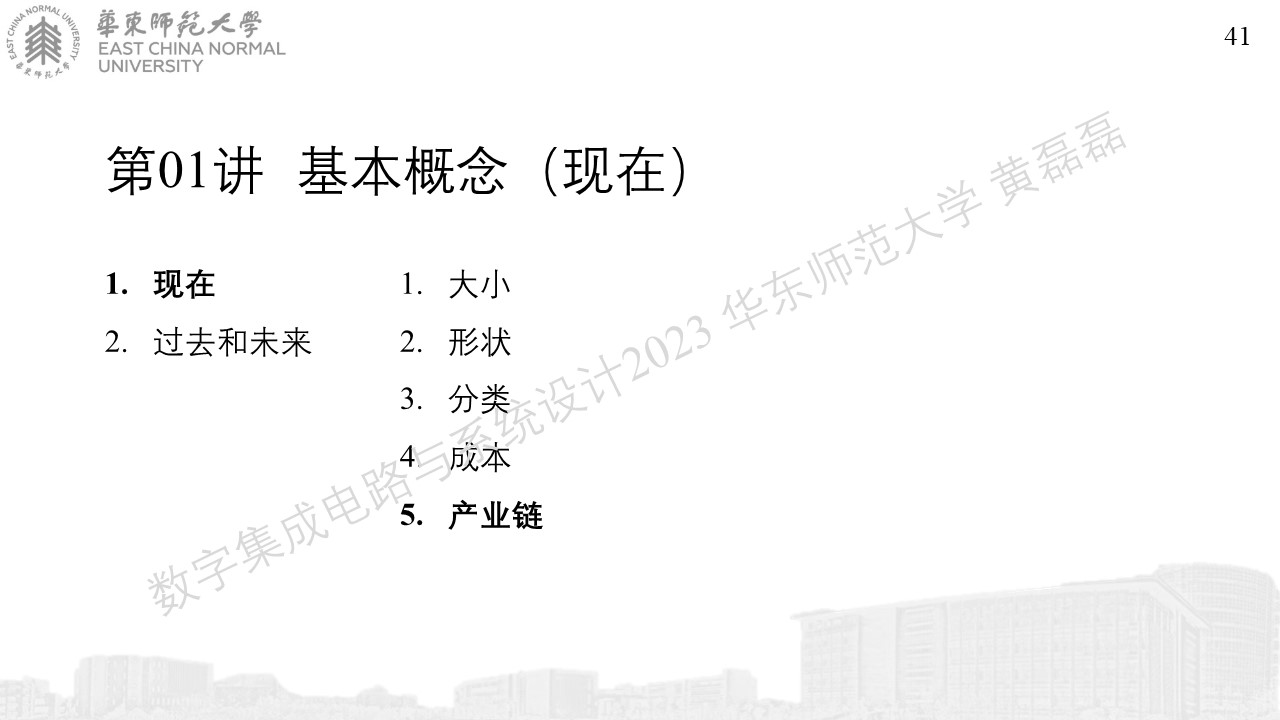 EAST CHINA NORMAL UNIVERSITY
華東師范大學
華東師范大學
EAST CHINA NORMAL
UNIVERSITY
41
第01讲 基本概念（现在）
1. 现在
2. 过去和未来
1. 大小
2. 形状
3. 分类
4. 成本
5. 产业链
数字集成电路与系统设计2023 华东师范大学 黄磊磊